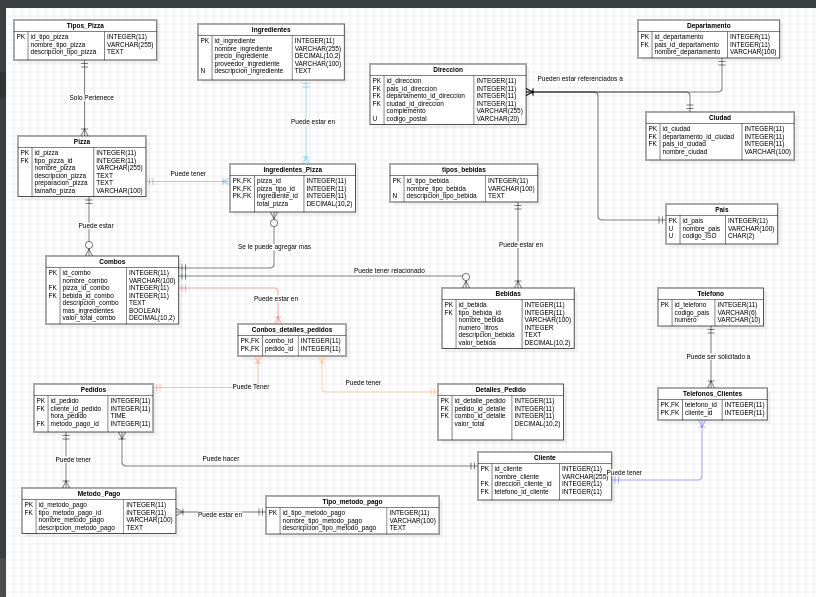 Tipos_Pizza
PK id_tipo_pizza INTEGER(11)
nombre_tipo_pizza VARCHAR(255)
descripcion_tipo_pizza TEXT
Ingredientes
PK id_ingrediente INTEGER(11)
nombre_ingrediente VARCHAR(255)
precio_ingrediente DECIMAL(10,2)
proveedor_ingrediente VARCHAR(100)
N descripcion_ingrediente TEXT
Departamento
PK id_departamento INTEGER(11)
FK pais_id_departamento INTEGER(11)
nombre_departamento VARCHAR(100)
Direccion
PK id_direccion INTEGER(11)
FK pais_id_direccion INTEGER(11)
FK departamento_id_direccion INTEGER(11)
FK ciudad_id_direccion INTEGER(11)
complemento VARCHAR(255)
U codigo_postal VARCHAR(20)
Pueden estar referenciados a
Solo Pertenece
Puede estar en
Ciudad
PK id_ciudad INTEGER(11)
FK departamento_id_ciudad INTEGER(11)
FK pais_id_ciudad INTEGER(11)
nombre_ciudad VARCHAR(100)
Pizza
PK id_pizza INTEGER(11)
FK tipo_pizza_id INTEGER(11)
nombre_pizza VARCHAR(255)
descripcion_pizza TEXT
preparacion_pizza TEXT
tamaño_pizza VARCHAR(100)
Puede tener
Ingredientes_Pizza
PK,FK pizza_id INTEGER(11)
PK,FK pizza_tipo_id INTEGER(11)
PK,FK ingrediente_id INTEGER(11)
total_pizza DECIMAL(10,2)
tipos_bebidas
PK id_tipo_bebida INTEGER(11)
nombre_tipo_bebida VARCHAR(100)
N descripcion_tipo_bebida TEXT
Pais
PK id_pais INTEGER(11)
U nombre_pais VARCHAR(100)
U codigo_ISO CHAR(2)
Puede estar
Se le puede agregar mas
Puede estar en
Combos
PK id_combo INTEGER(11)
nombre_combo VARCHAR(100)
FK pizza_id_combo INTEGER(11)
FK bebida_id_combo INTEGER(11)
descripcion_combo TEXT
mas_ingredientes BOOLEAN
valor_total_combo DECIMAL(10,2)
Puede tener relacionado
Puede estar en
Bebidas
PK id_bebida INTEGER(11)
FK tipo_bebida_id INTEGER(11)
nombre_bebida VARCHAR(100)
numero_litros INTEGER
descripcion_bebida TEXT
valor_bebida DECIMAL(10,2)
Telefono
PK id_telefono INTEGER(11)
codigo_pais VARCHAR(6)
numero VARCHAR(10)
Conbos_detalles_pedidos
PK,FK combo_id INTEGER(11)
PK,FK pedido_id INTEGER(11)
Puede ser solicitado a
Puede Tener
Puede tener
Pedidos
PK id_pedido INTEGER(11)
FK cliente_id_pedido INTEGER(11)
hora_pedido TIME
FK metodo_pago_id INTEGER(11)
Detalles_Pedido
PK id_detalle_pedido INTEGER(11)
FK pedido_id_detalle INTEGER(11)
FK combo_id_detalle INTEGER(11)
valor_total DECIMAL(10,2)
Telefonos_Clientes
PK,FK telefono_id INTEGER(11)
PK,FK cliente_id INTEGER(11)
Puede tener
Puede hacer
Cliente
PK id_cliente INTEGER(11)
nombre_cliente VARCHAR(255)
FK direccion_cliente_id INTEGER(11)
FK telefono_id_cliente INTEGER(11)
Puede tener
Metodo_Pago
PK id_metodo_pago INTEGER(11)
FK tipo_metodo_pago_id INTEGER(11)
nombre_metodo_pago VARCHAR(100)
descripcion_metodo_pago TEXT
Puede estar en
Tipo_metodo_pago
PK id_tipo_metodo_pago INTEGER(11)
nombre_tipo_metodo_pago VARCHAR(100)
descricpcion_tipo_metodo_pago TEXT